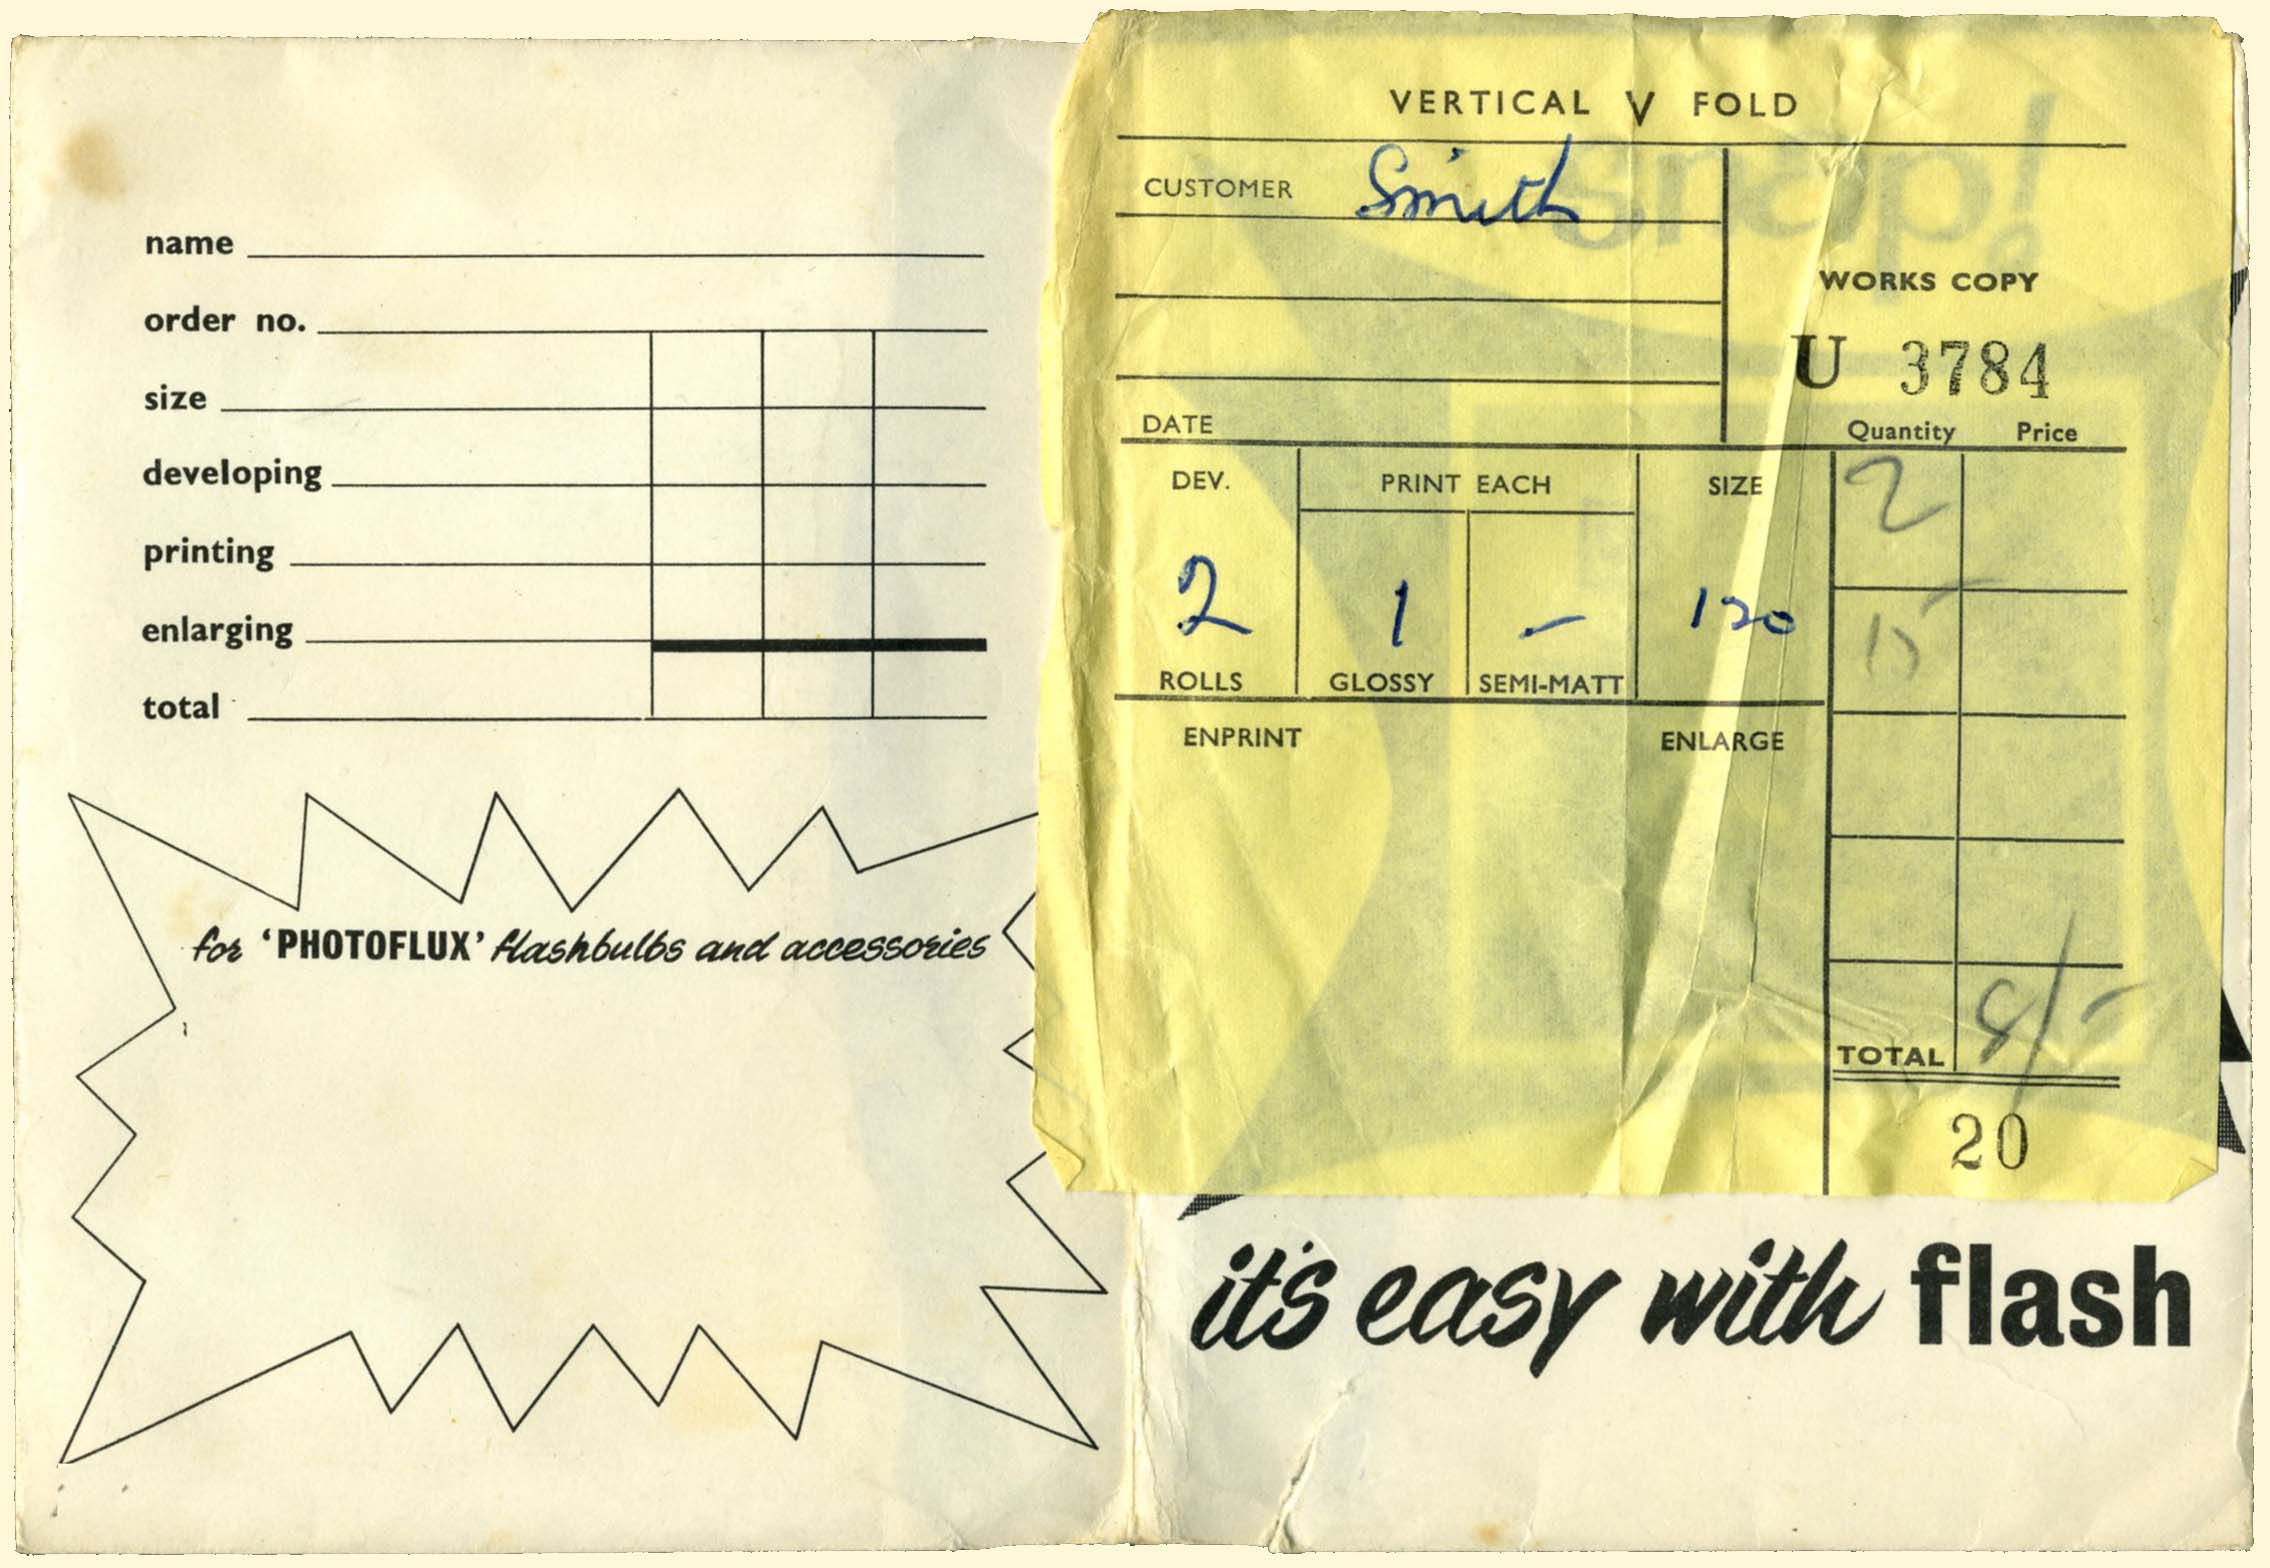 name
order no.
size
developing
printing
enlarging
total
for ‘PHOTOFLUX’ flashbulbs and accessories
VERTICAL V FOLD
CUSTOMER Smith
WORKS COPY
U 3784
DATE
Quantity Price
DEV. PRINT EACH SIZE
2
2 1 - 120
15
ROLLS GLOSSY SEMI-MATT
ENPRINT ENLARGE
TOTAL 8/-
20
it's easy with flash